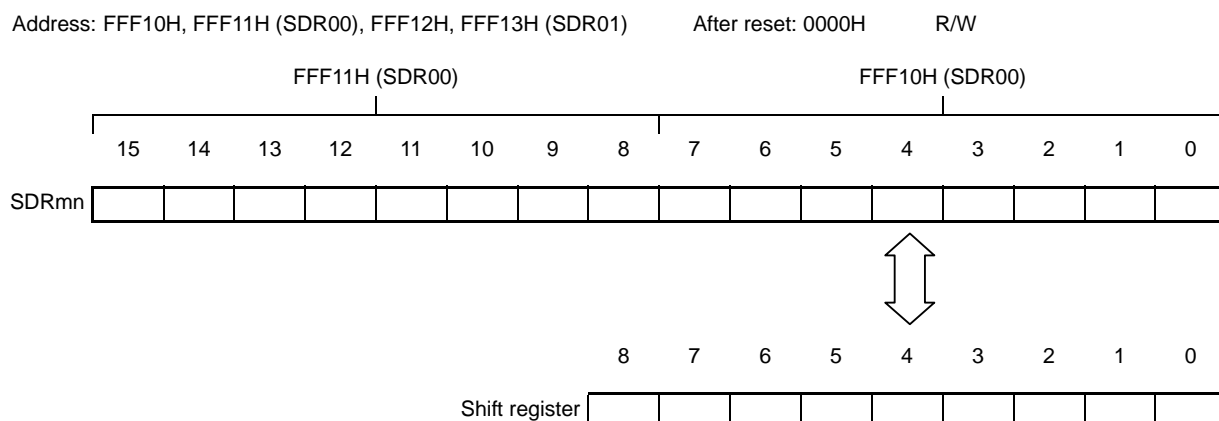 Address: FFF10H, FFF11H (SDR00), FFF12H, FFF13H (SDR01) After reset: 0000H R/W
FFF11H (SDR00) FFF10H (SDR00)
15 14 13 12 11 10 9 8 7 6 5 4 3 2 1 0
SDRmn
8 7 6 5 4 3 2 1 0
Shift register